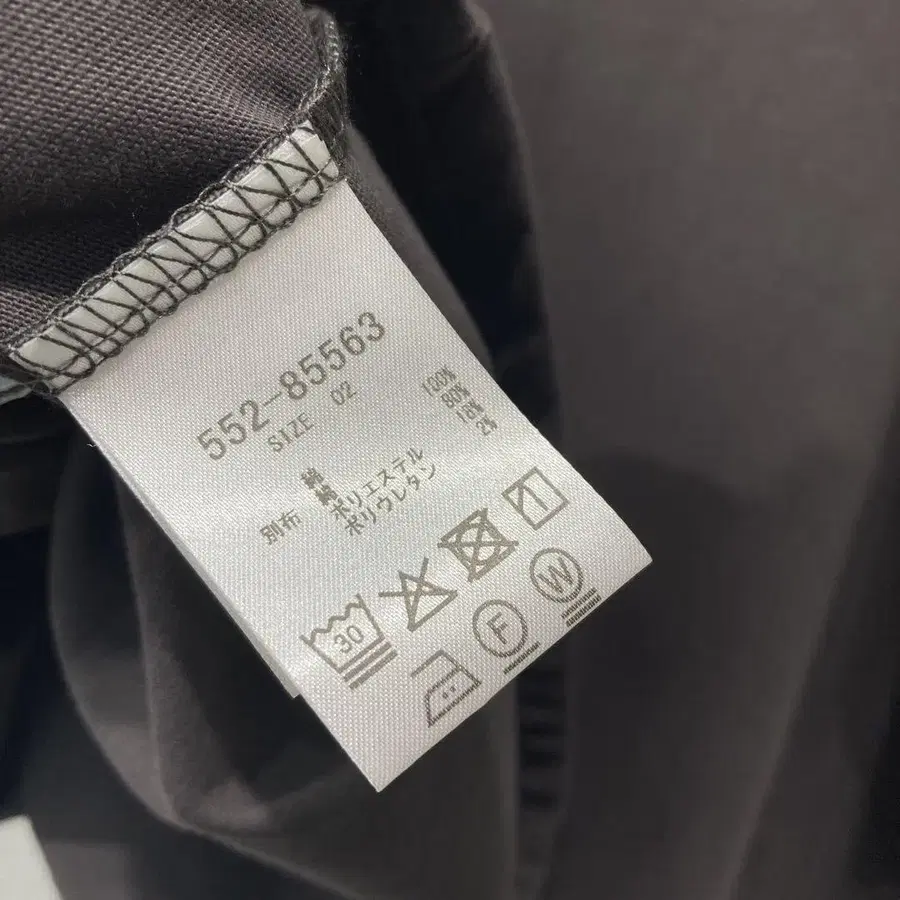 552-85563
SIZE 02
綿 100%
別布 綿 80%
ポリエステル 18%
ポリウレタン 2%
30
F
W